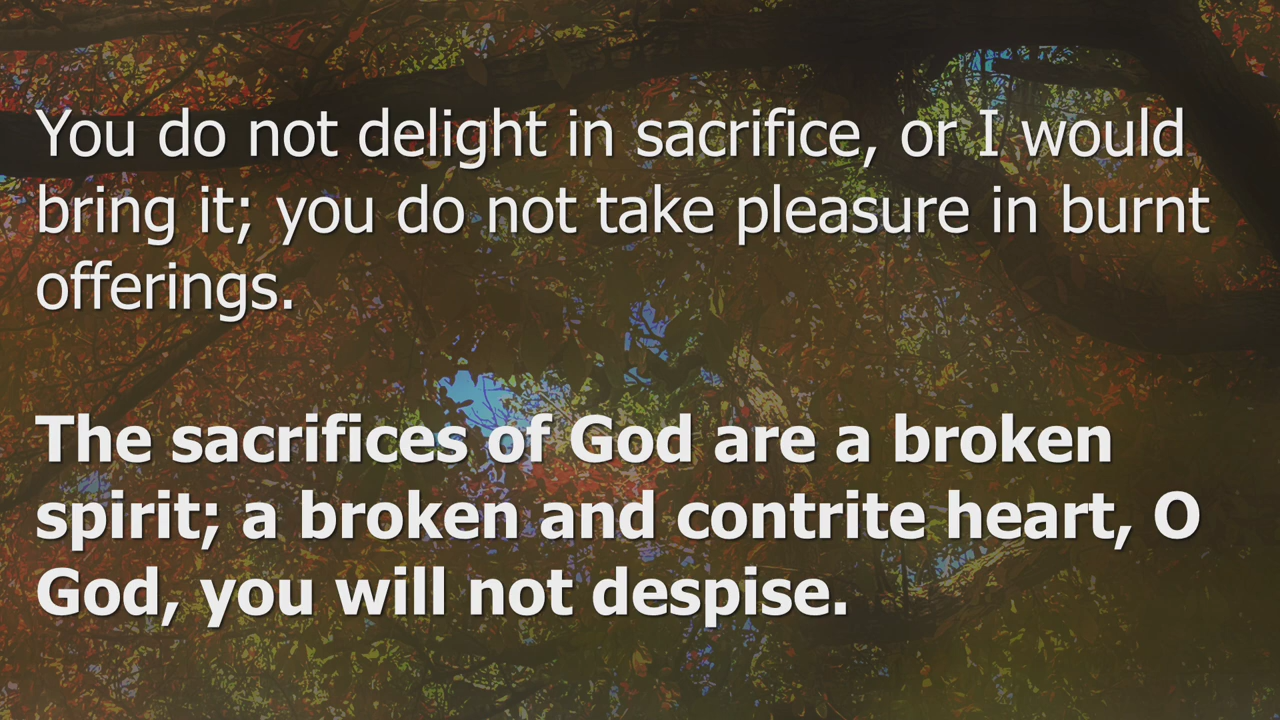 You do not delight in sacrifice, or I would
bring it; you do not take pleasure in burnt
offerings.
The sacrifices of God are a broken
spirit; a broken and contrite heart, O
God, you will not despise.